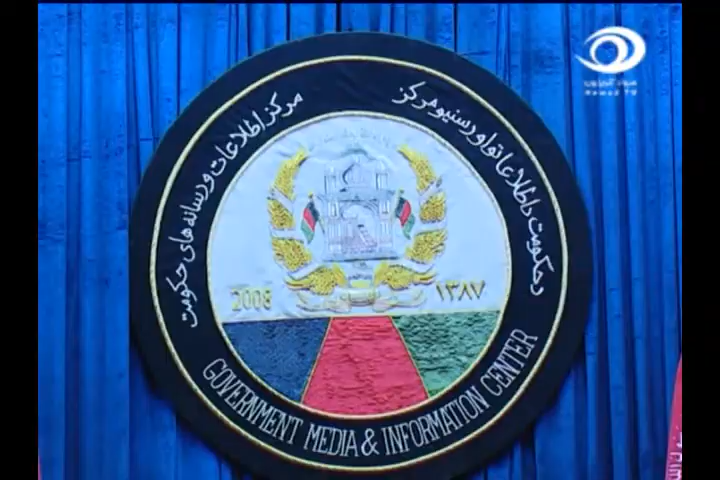 مرکز اطلاعات و رسانه های حکومت
د حکومت د اطلاعاتو او رسنیو مرکز
2008
۱۳۸۷
GOVERNMENT MEDIA & INFORMATION CENTER